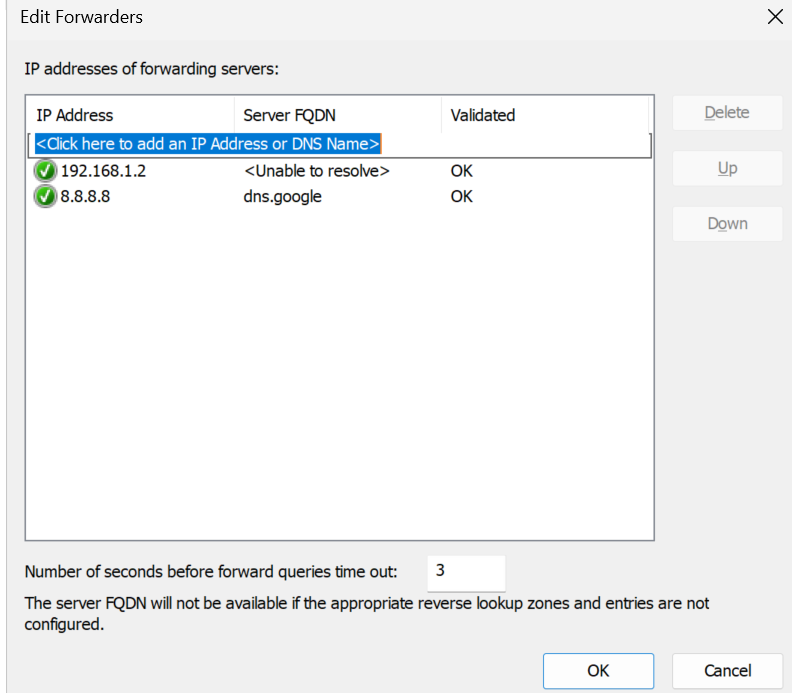 Edit Forwarders
IP addresses of forwarding servers:
IP Address Server FQDN Validated
Delete
<Click here to add an IP Address or DNS Name>
192.168.1.2 <Unable to resolve> OK
Up
8.8.8.8 dns.google OK
Down
Number of seconds before forward queries time out: 3
The server FQDN will not be available if the appropriate reverse lookup zones and entries are not
configured.
OK Cancel